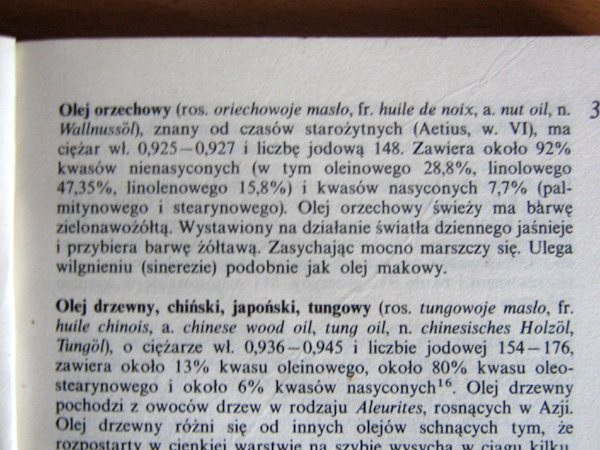 Olej orzechowy (ros. oriechowoje masło, fr. huile de noix, a. nut oil, n.
Wallnussöl), znany od czasów starożytnych (Aetius, w. VI), ma
ciężar wł. 0,925—0,927 i liczbę jodową 148. Zawiera około 92%
kwasów nienasyconych (w tym oleinowego 28,8%, linolowego
47,35%, linolenowego 15,8%) i kwasów nasyconych 7,7% (pal-
mitynowego i stearynowego). Olej orzechowy świeży ma barwę
zielonawożółtą. Wystawiony na działanie światła dziennego jaśnieje
i przybiera barwę żółtawą. Zasychając mocno marszczy się. Ulega
wilgnieniu (sinerezie) podobnie jak olej makowy.
Olej drzewny, chiński, japoński, tungowy (ros. tungowoje masło, fr.
huile chinois, a. chinese wood oil, tung oil, n. chinesisches Holzöl,
Tungöl), o ciężarze wł. 0,936—0,945 i liczbie jodowej 154—176,
zawiera około 13% kwasu oleinowego, około 80% kwasu oleo-
stearynowego i około 6% kwasów nasyconych¹⁶. Olej drzewny
pochodzi z owoców drzew w rodzaju Aleurites, rosnących w Azji.
Olej drzewny różni się od innych olejów schnących tym, że
rozpostarty w cienkiej warstwie na szybie wysycha w ciągu kilku